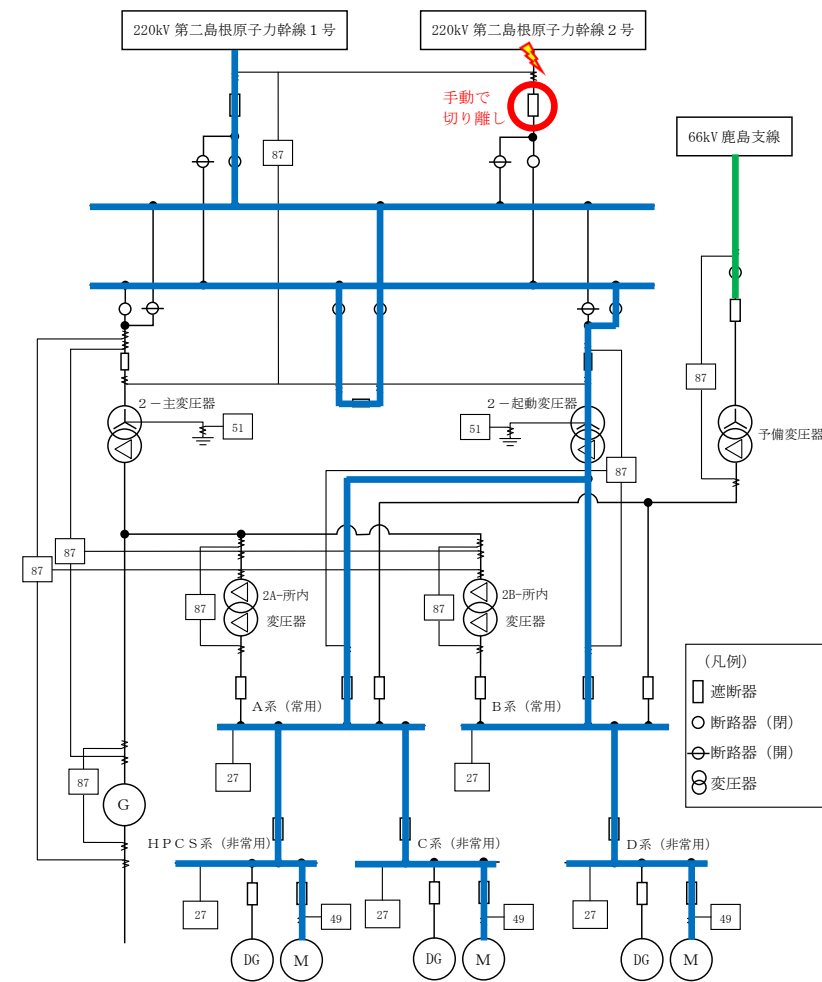 220kV 第二島根原子力幹線１号
220kV 第二島根原子力幹線２号
手動で
切り離し
66kV 鹿島支線
87
87
2－主変圧器
51
2－起動変圧器
51
予備変圧器
87
87
87
87
2A-所内
変圧器
87
2B-所内
変圧器
(凡例)
遮断器
断路器（閉）
断路器（開）
変圧器
A系（常用）
B系（常用）
27
27
87
G
HPCS系（非常用）
C系（非常用）
D系（非常用）
27
49
27
49
27
49
DG
M
DG
M
DG
M